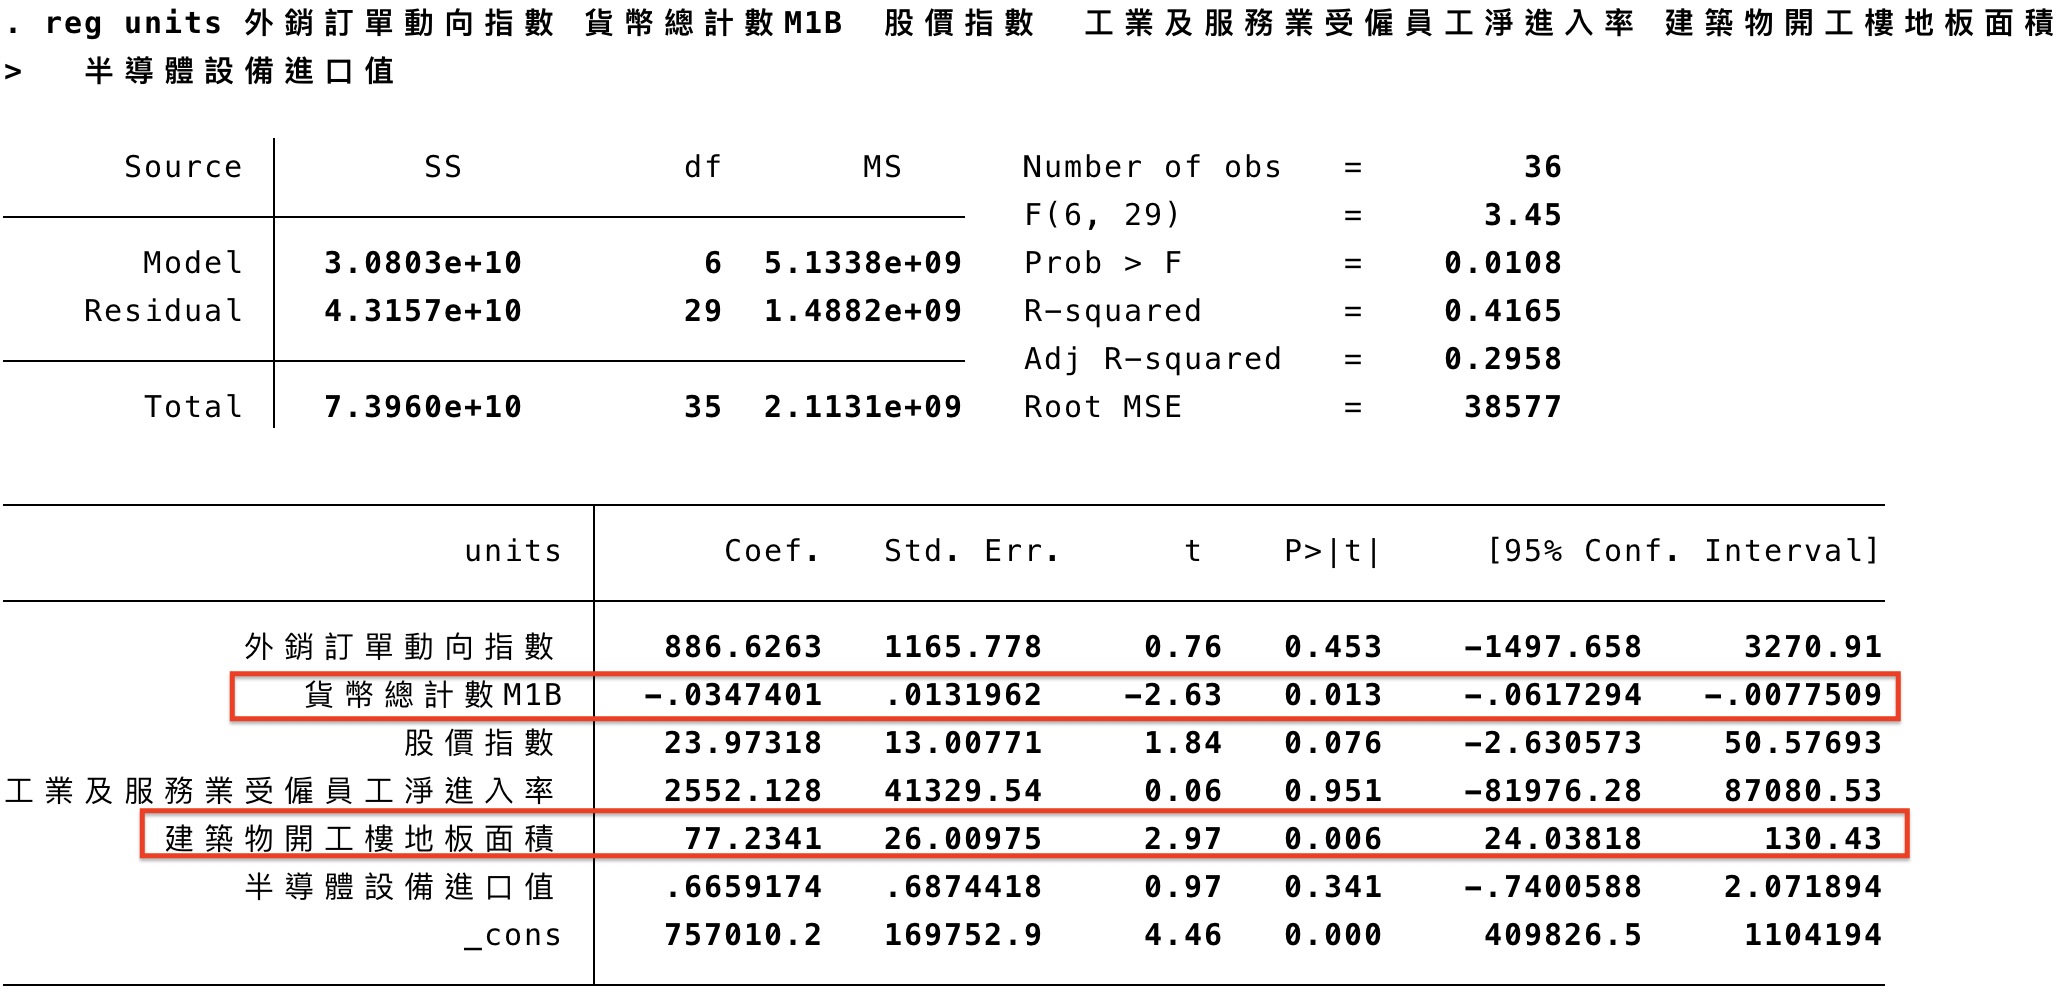 . reg units 外銷訂單動向指數 貨幣總計數M1B 股價指數 工業及服務業受僱員工淨進入率 建築物開工樓地板面積
> 半導體設備進口值
Source SS df MS Number of obs = 36
F(6, 29) = 3.45
Model 3.0803e+10 6 5.1338e+09 Prob > F = 0.0108
Residual 4.3157e+10 29 1.4882e+09 R-squared = 0.4165
Adj R-squared = 0.2958
Total 7.3960e+10 35 2.1131e+09 Root MSE = 38577
units Coef. Std. Err. t P>|t| [95% Conf. Interval]
外銷訂單動向指數 886.6263 1165.778 0.76 0.453 -1497.658 3270.91
貨幣總計數M1B -.0347401 .0131962 -2.63 0.013 -.0617294 -.0077509
股價指數 23.97318 13.00771 1.84 0.076 -2.630573 50.57693
工業及服務業受僱員工淨進入率 2552.128 41329.54 0.06 0.951 -81976.28 87080.53
建築物開工樓地板面積 77.2341 26.00975 2.97 0.006 24.03818 130.43
半導體設備進口值 .6659174 .6874418 0.97 0.341 -.7400588 2.071894
_cons 757010.2 169752.9 4.46 0.000 409826.5 1104194